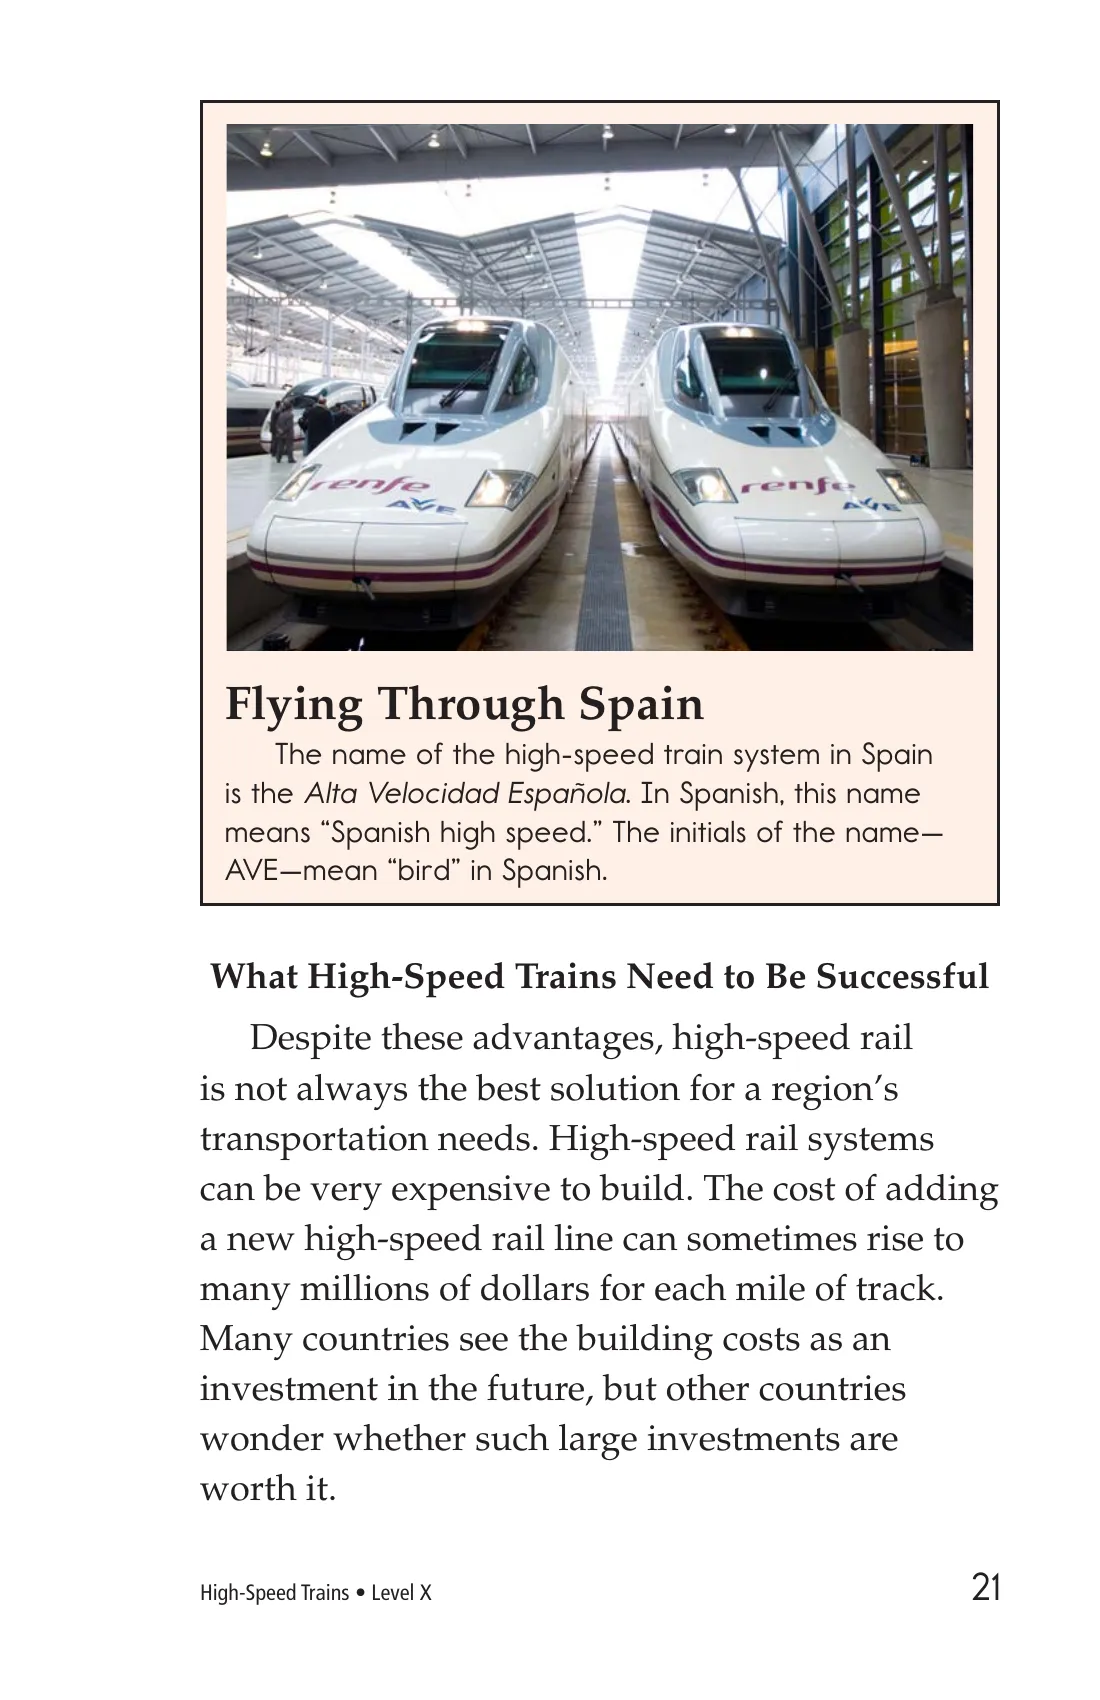 renfe
AVE
renfe
AVE
Flying Through Spain
The name of the high-speed train system in Spain
is the Alta Velocidad Española. In Spanish, this name
means “Spanish high speed.” The initials of the name—
AVE—mean “bird” in Spanish.
What High-Speed Trains Need to Be Successful
Despite these advantages, high-speed rail
is not always the best solution for a region’s
transportation needs. High-speed rail systems
can be very expensive to build. The cost of adding
a new high-speed rail line can sometimes rise to
many millions of dollars for each mile of track.
Many countries see the building costs as an
investment in the future, but other countries
wonder whether such large investments are
worth it.
High-Speed Trains • Level X
21